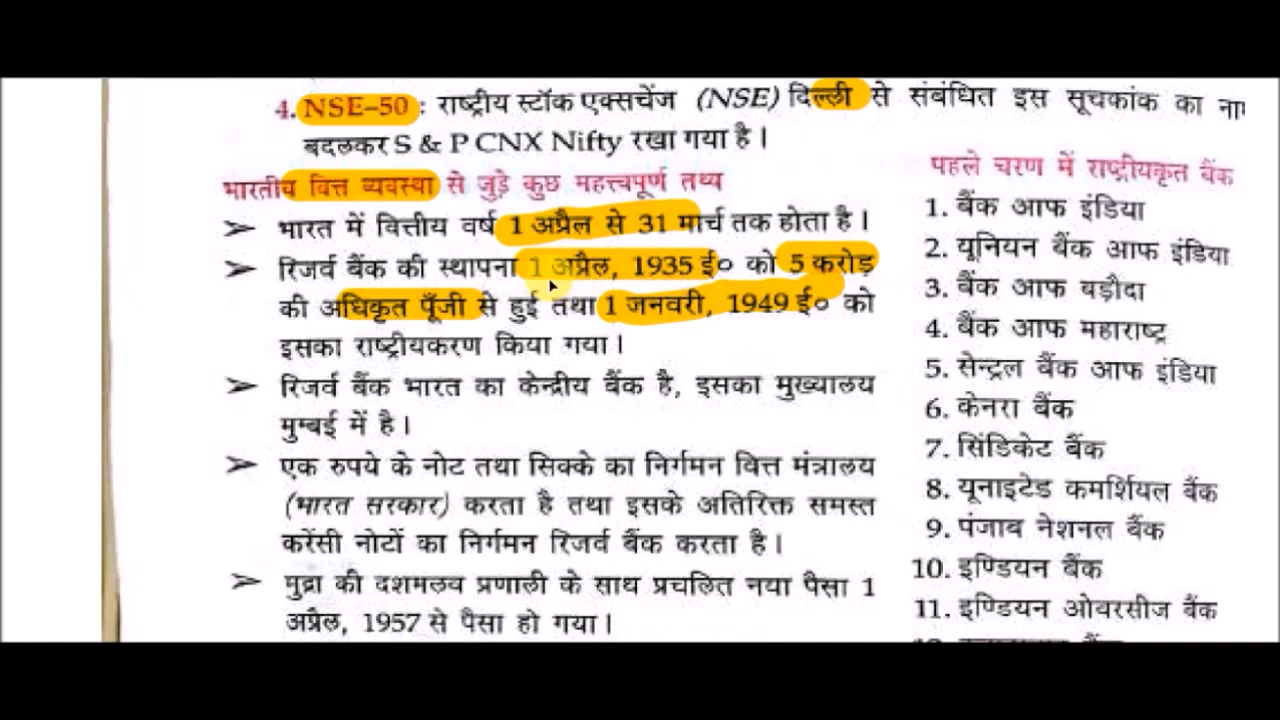 4. NSE–50 : राष्ट्रीय स्टॉक एक्सचेंज (NSE) दिल्ली से संबंधित इस सूचकांक का
बदलकर S & P CNX Nifty रखा गया है।
भारतीय वित्त व्यवस्था से जुड़े कुछ महत्त्वपूर्ण तथ्य
➢ भारत में वित्तीय वर्ष 1 अप्रैल से 31 मार्च तक होता है।
➢ रिजर्व बैंक की स्थापना 1 अप्रैल, 1935 ई० को 5 करोड़
की अधिकृत पूँजी से हुई तथा 1 जनवरी, 1949 ई० को
इसका राष्ट्रीयकरण किया गया।
➢ रिजर्व बैंक भारत का केन्द्रीय बैंक है, इसका मुख्यालय
मुम्बई में है।
➢ एक रुपये के नोट तथा सिक्के का निर्गमन वित्त मंत्रालय
(भारत सरकार) करता है तथा इसके अतिरिक्त समस्त
करेंसी नोटों का निर्गमन रिजर्व बैंक करता है।
➢ मुद्रा की दशमलव प्रणाली के साथ प्रचलित नया पैसा 1
अप्रैल, 1957 से पैसा हो गया।
पहले चरण में राष्ट्रीयकृत बैंक
1. बैंक आफ इंडिया
2. यूनियन बैंक आफ इंडिया
3. बैंक आफ बड़ौदा
4. बैंक आफ महाराष्ट्र
5. सेन्ट्रल बैंक आफ इंडिया
6. केनरा बैंक
7. सिंडिकेट बैंक
8. यूनाइटेड कमर्शियल बैंक
9. पंजाब नेशनल बैंक
10. इण्डियन बैंक
11. इण्डियन ओवरसीज बैंक